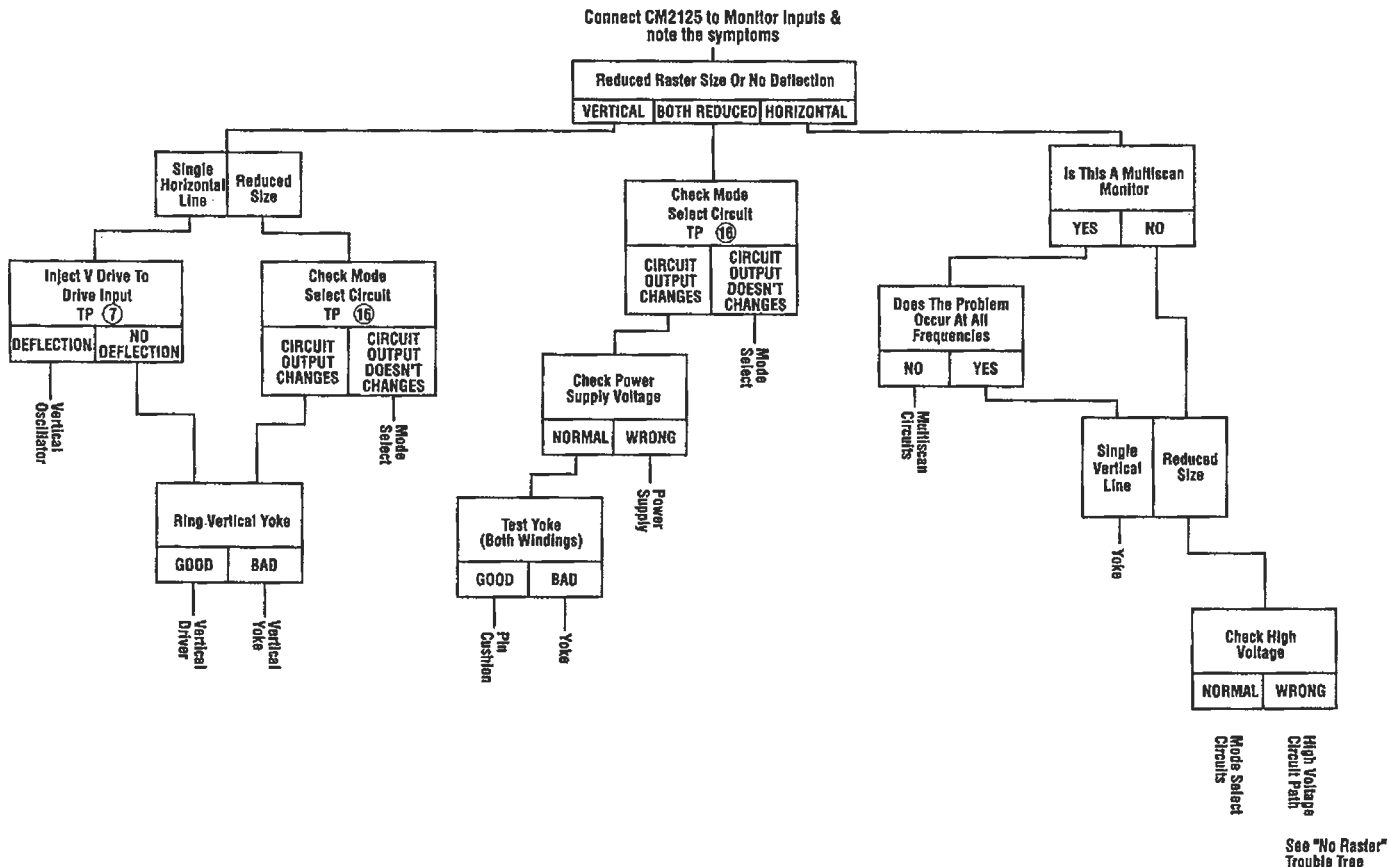 Connect CM2125 to Monitor Inputs &
note the symptoms
Reduced Raster Size Or No Deflection
VERTICAL
BOTH REDUCED
HORIZONTAL
Single
Horizontal
Line
Reduced
Size
Inject V Drive To
Drive Input
TP 7
DEFLECTION
NO
DEFLECTION
Vertical
Oscillator
Check Mode
Select Circuit
TP 16
CIRCUIT
OUTPUT
CHANGES
CIRCUIT
OUTPUT
DOESN'T
CHANGES
Mode
Select
Ring Vertical Yoke
GOOD
BAD
Vertical
Driver
Vertical
Yoke
Check Mode
Select Circuit
TP 16
CIRCUIT
OUTPUT
CHANGES
CIRCUIT
OUTPUT
DOESN'T
CHANGES
Mode
Select
Check Power
Supply Voltage
NORMAL
WRONG
Power
Supply
Test Yoke
(Both Windings)
GOOD
BAD
Pin
Cushion
Yoke
Is This A Multiscan
Monitor
YES
NO
Does The Problem
Occur At All
Frequencies
NO
YES
Multiscan
Circuits
Single
Vertical
Line
Reduced
Size
Yoke
Check High
Voltage
NORMAL
WRONG
Mode Select
Circuits
High Voltage
Circuit Path
See "No Raster"
Trouble Tree